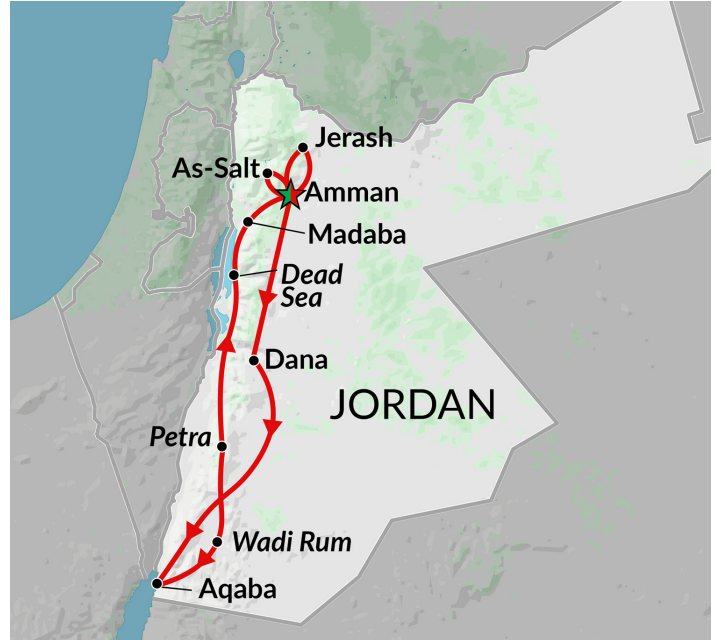 Jerash
As-Salt
Amman
Madaba
Dead
Sea
Dana
JORDAN
Petra
Wadi Rum
Aqaba